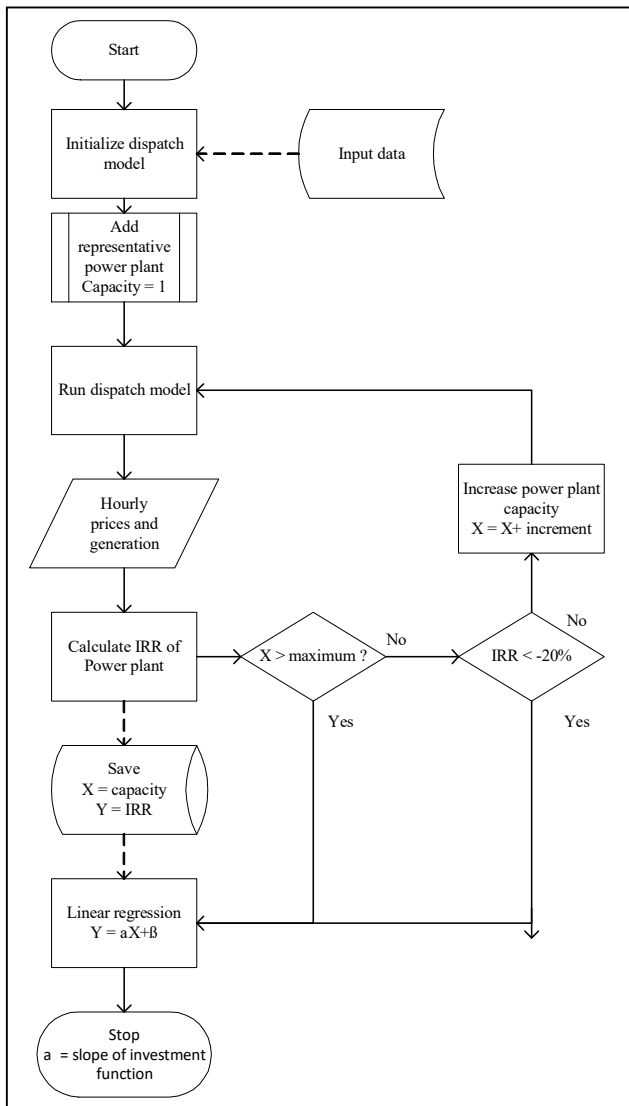 Start
Initialize dispatch
model
Input data
Add
representative
power plant
Capacity = 1
Run dispatch model
Hourly
prices and
generation
Increase power plant
capacity
X = X+ increment
Calculate IRR of
Power plant
X > maximum ?
No
Yes
IRR < -20%
No
Yes
Save
X = capacity
Y = IRR
Linear regression
Y = aX+ß
Stop
a = slope of investment
function